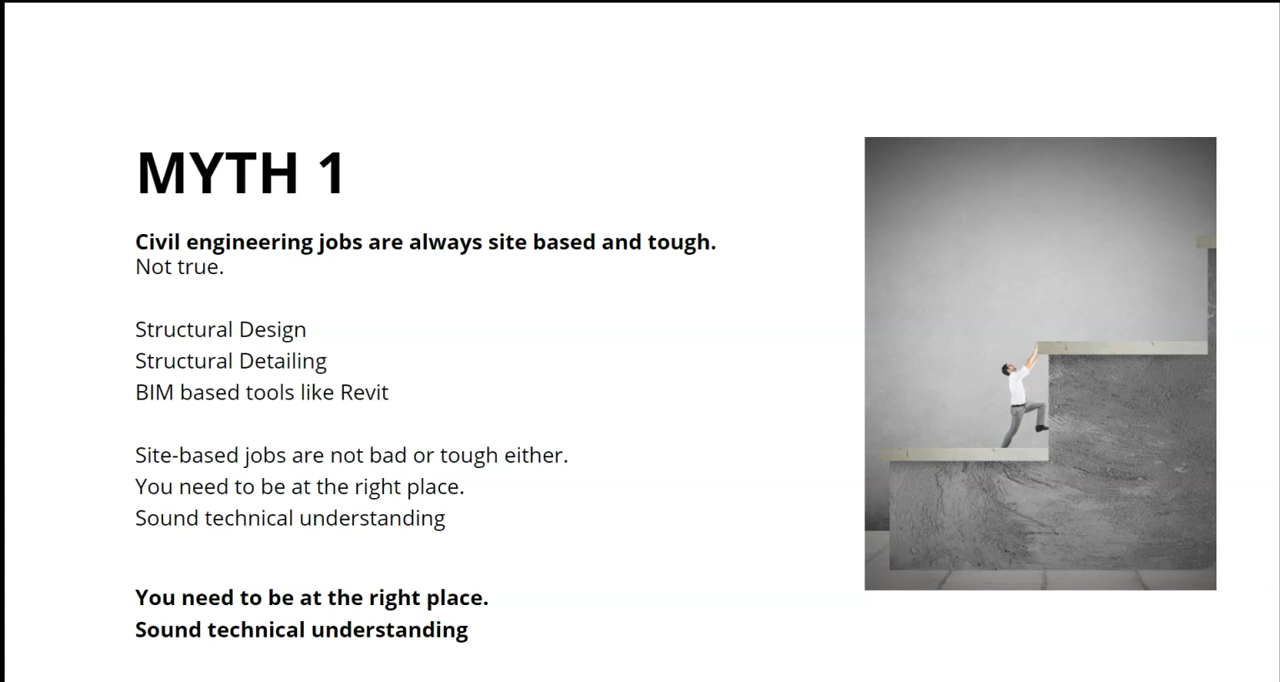 MYTH 1
Civil engineering jobs are always site based and tough.
Not true.
Structural Design
Structural Detailing
BIM based tools like Revit
Site-based jobs are not bad or tough either.
You need to be at the right place.
Sound technical understanding
You need to be at the right place.
Sound technical understanding